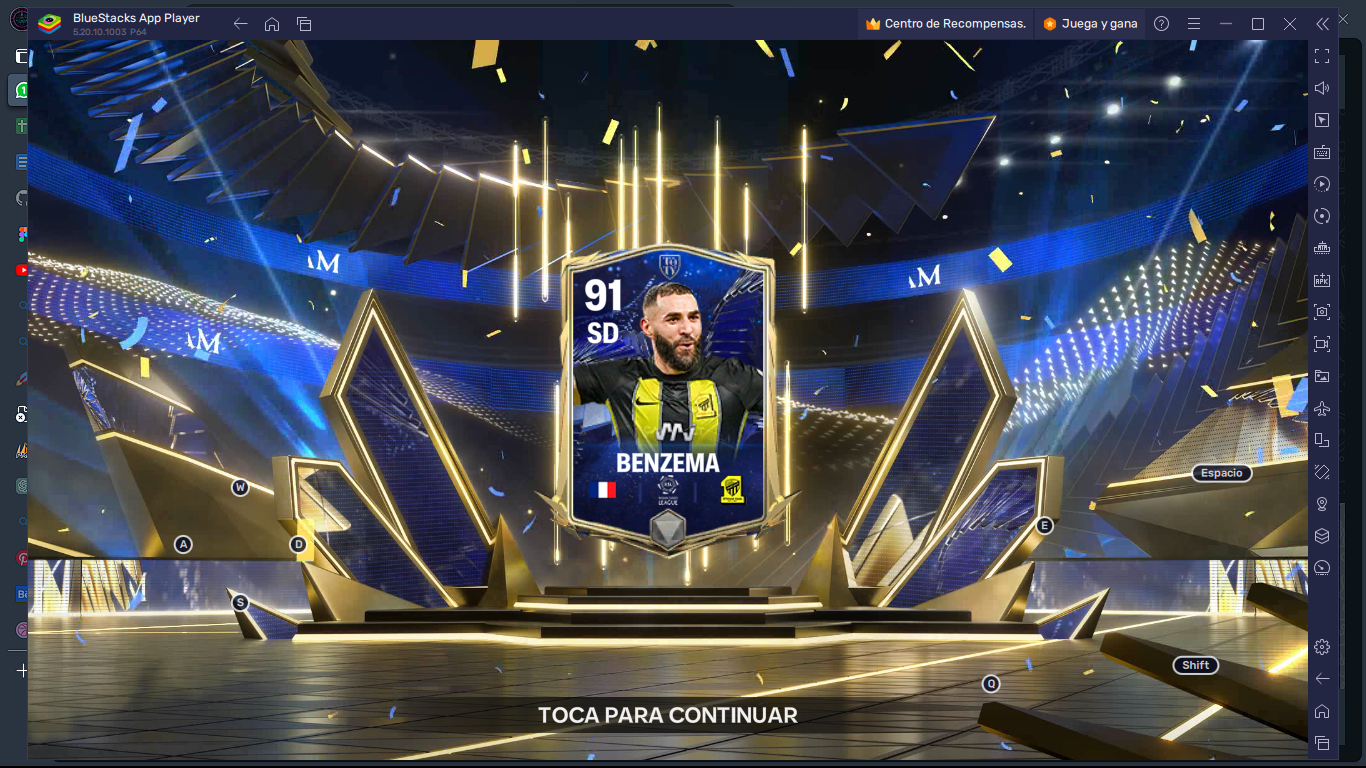 BlueStacks App Player
5.20.10.1003 P64
Centro de Recompensas.
Juega y gana
91
SD
BENZEMA
LEAGUE
Espacio
W
A
D
E
S
Shift
Q
TOCA PARA CONTINUAR